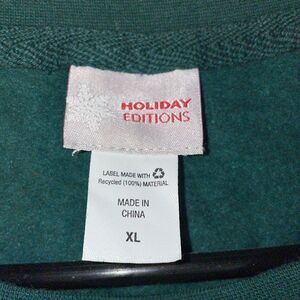 HOLIDAY
EDITIONS
LABEL MADE WITH
Recycled (100%) MATERIAL
MADE IN
CHINA
XL